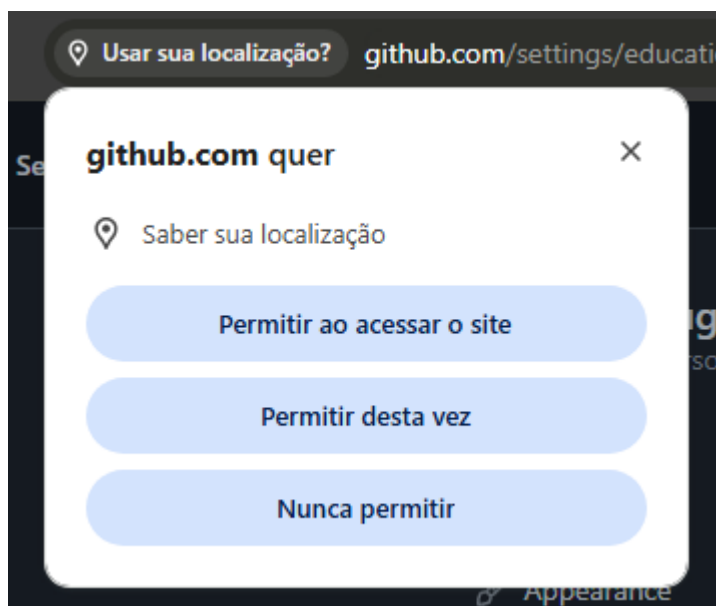 Usar sua localização? github.com/settings/educati
Se
github.com quer
Saber sua localização
Permitir ao acessar o site
Permitir desta vez
Nunca permitir
Appearance